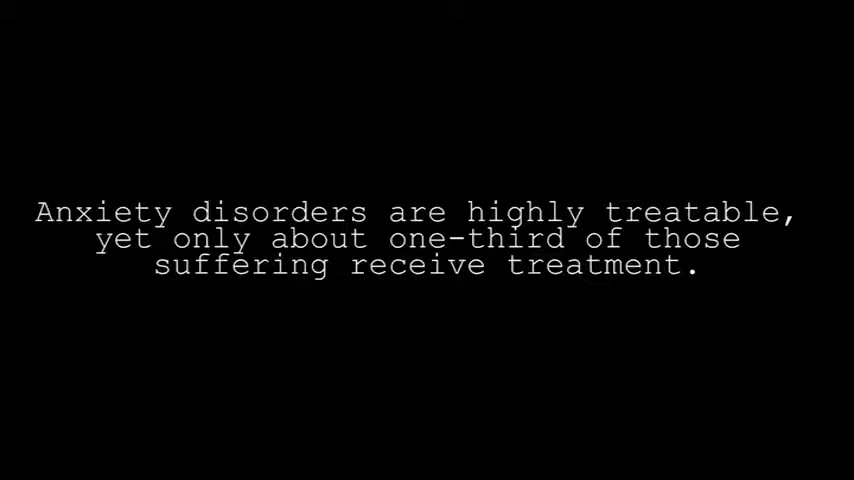 Anxiety disorders are highly treatable,
yet only about one-third of those
suffering receive treatment.